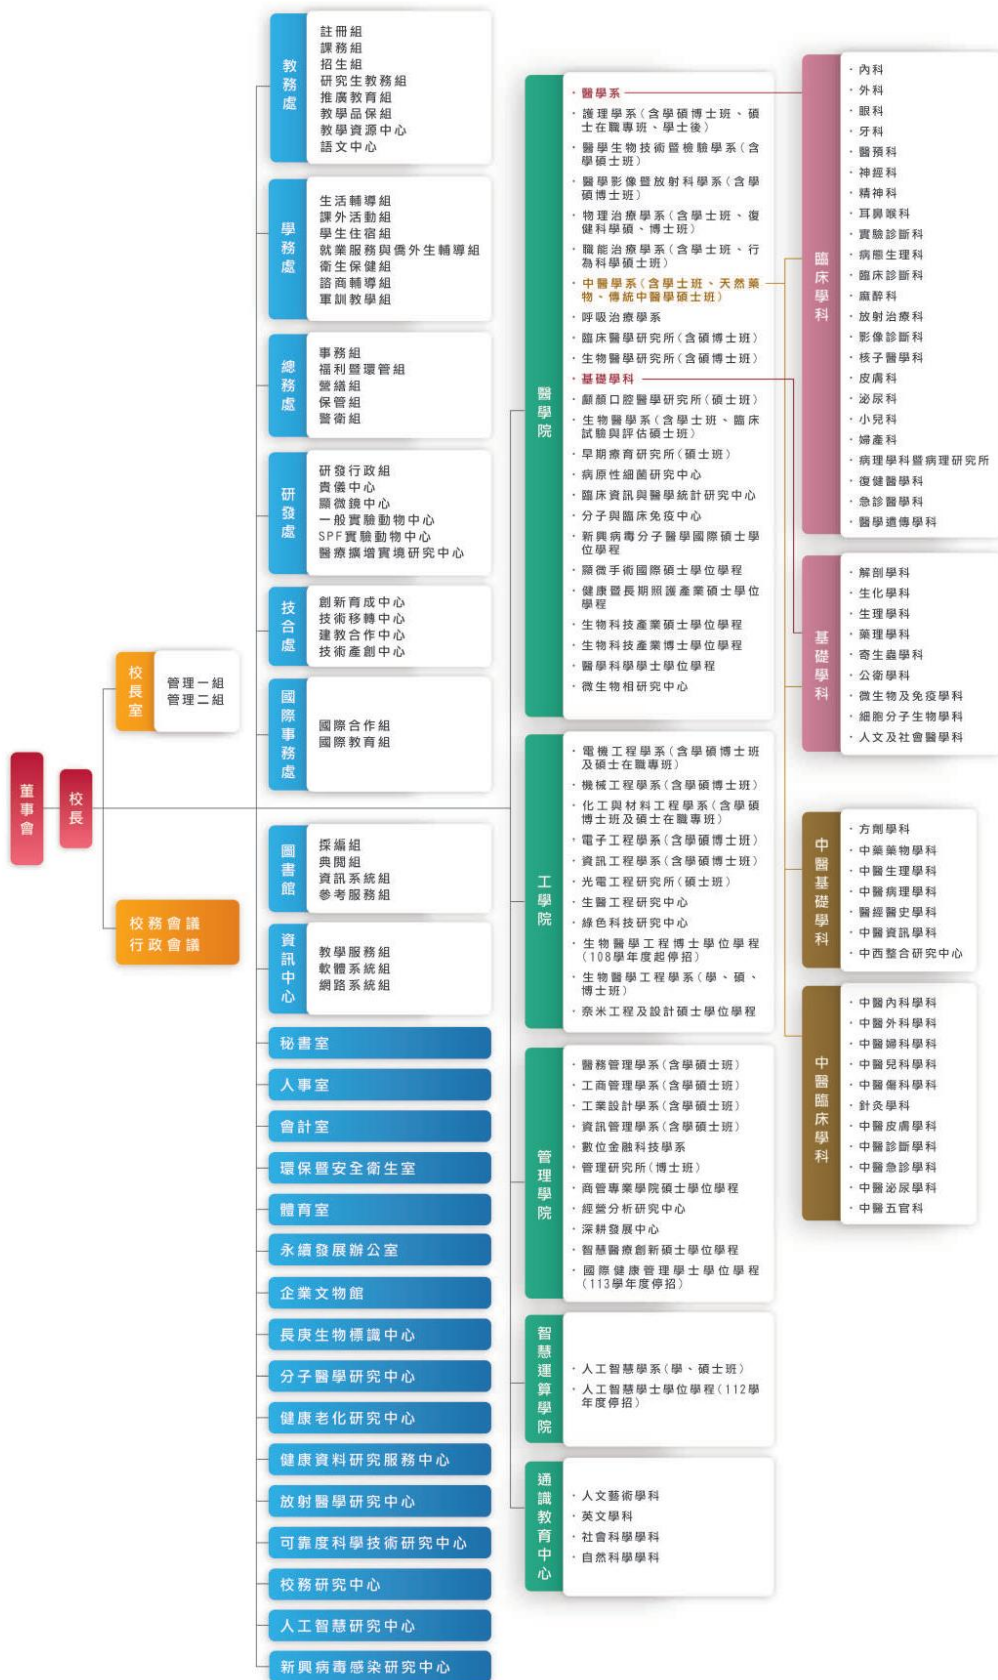 董事會
校長
校長室
管理一組
管理二組
校務會議
行政會議
教務處
註冊組
課務組
招生組
研究生教務組
推廣教育組
教學品保組
教學資源中心
語文中心
學務處
生活輔導組
課外活動組
學生住宿組
就業服務與僑外生輔導組
衛生保健組
諮商輔導組
軍訓教學組
總務處
事務組
福利暨環管組
營繕組
保管組
警衛組
研發處
研發行政組
貴儀中心
顯微鏡中心
一般實驗動物中心
SPF實驗動物中心
醫療擴增實境研究中心
技合處
創新育成中心
技術移轉中心
建教合作中心
技術產創中心
國際事務處
國際合作組
國際教育組
圖書館
採編組
典閱組
資訊系統組
參考服務組
資訊中心
教學服務組
軟體系統組
網路系統組
秘書室
人事室
會計室
環保暨安全衛生室
體育室
永續發展辦公室
企業文物館
長庚生物標識中心
分子醫學研究中心
健康老化研究中心
健康資料研究服務中心
放射醫學研究中心
可靠度科學技術研究中心
校務研究中心
人工智慧研究中心
新興病毒感染研究中心
醫學院
· 醫學系
· 護理學系(含學碩博士班、碩
士在職專班、學士後)
· 醫學生物技術暨檢驗學系(含
學碩士班)
· 醫學影像暨放射科學系(含學
碩博士班)
· 物理治療學系(含學士班、復
健科學碩、博士班)
· 職能治療學系(含學士班、行
為科學碩士班)
· 中醫學系(含學士班、天然藥
物、傳統中醫學碩士班)
· 呼吸治療學系
· 臨床醫學研究所(含碩博士班)
· 生物醫學研究所(含碩博士班)
· 基礎學科
· 顱顏口腔醫學研究所(碩士班)
· 生物醫學系(含學士班、臨床
試驗與評估碩士班)
· 早期療育研究所(碩士班)
· 病原性細菌研究中心
· 臨床資訊與醫學統計研究中心
· 分子與臨床免疫中心
· 新興病毒分子醫學國際碩士學
位學程
· 顯微手術國際碩士學位學程
· 健康暨長期照護產業碩士學位
學程
· 生物科技產業碩士學位學程
· 生物科技產業博士學位學程
· 醫學科學學士學位學程
· 微生物相研究中心
工學院
· 電機工程學系(含學碩博士班
及碩士在職專班)
· 機械工程學系(含學碩博士班)
· 化工與材料工程學系(含學碩
博士班及碩士在職專班)
· 電子工程學系(含學碩博士班)
· 資訊工程學系(含學碩博士班)
· 光電工程研究所(碩士班)
· 生醫工程研究中心
· 綠色科技研究中心
· 生物醫學工程博士學位學程
(108學年度起停招)
· 生物醫學工程學系(學、碩、
博士班)
· 奈米工程及設計碩士學位學程
管理學院
· 醫務管理學系(含學碩士班)
· 工商管理學系(含學碩士班)
· 工業設計學系(含學碩士班)
· 資訊管理學系(含學碩士班)
· 數位金融科技學系
· 管理研究所(博士班)
· 商管專業學院碩士學位學程
· 經營分析研究中心
· 深耕發展中心
· 智慧醫療創新碩士學位學程
· 國際健康管理學士學位學程
(113學年度停招)
智慧運算學院
· 人工智慧學系(學、碩士班)
· 人工智慧學士學位學程(112學
年度停招)
通識教育中心
· 人文藝術學科
· 英文學科
· 社會科學學科
· 自然科學學科
臨床學科
· 內科
· 外科
· 眼科
· 牙科
· 醫預科
· 神經科
· 精神科
· 耳鼻喉科
· 實驗診斷科
· 病態生理科
· 臨床診斷科
· 麻醉科
· 放射治療科
· 影像診斷科
· 核子醫學科
· 皮膚科
· 泌尿科
· 小兒科
· 婦產科
· 病理學科暨病理研究所
· 復健醫學科
· 急診醫學科
· 醫學遺傳學科
基礎學科
· 解剖學科
· 生化學科
· 生理學科
· 藥理學科
· 寄生蟲學科
· 公衛學科
· 微生物及免疫學科
· 細胞分子生物學科
· 人文及社會醫學科
中醫基礎學科
· 方劑學科
· 中藥藥物學科
· 中醫生理學科
· 中醫病理學科
· 醫經醫史學科
· 中醫資訊學科
· 中西整合研究中心
中醫臨床學科
· 中醫內科學科
· 中醫外科學科
· 中醫婦科學科
· 中醫兒科學科
· 中醫傷科學科
· 針灸學科
· 中醫皮膚學科
· 中醫診斷學科
· 中醫急診學科
· 中醫泌尿學科
· 中醫五官科